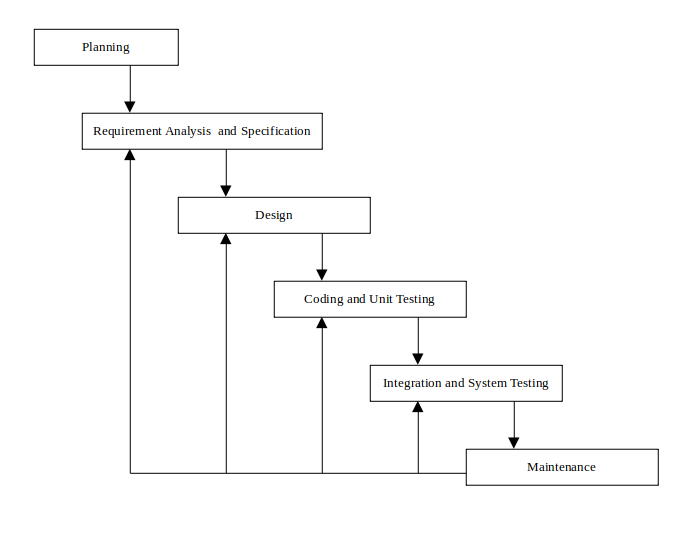 Planning
Requirement Analysis  and Specification
Design
Coding and Unit Testing
Integration and System Testing
Maintenance